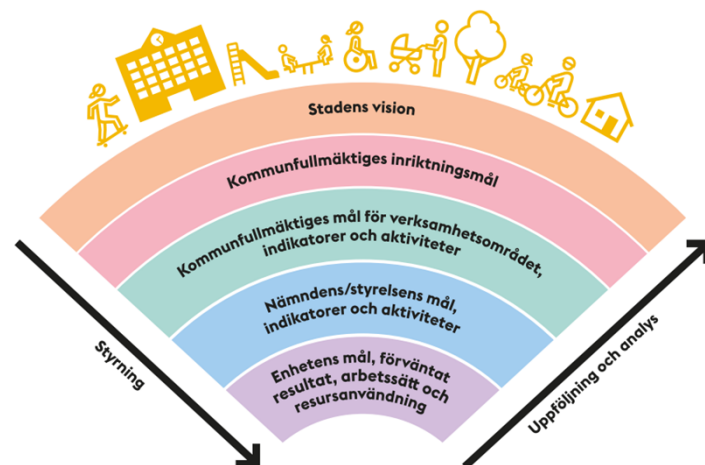 Stadens vision
Kommunfullmäktiges inriktningsmål
Kommunfullmäktiges mål för verksamhetsområdet,
indikatorer och aktiviteter
Nämndens/styrelsens mål,
indikatorer och aktiviteter
Enhetens mål, förväntat
resultat, arbetssätt och
resursanvändning
Styrning
Uppföljning och analys